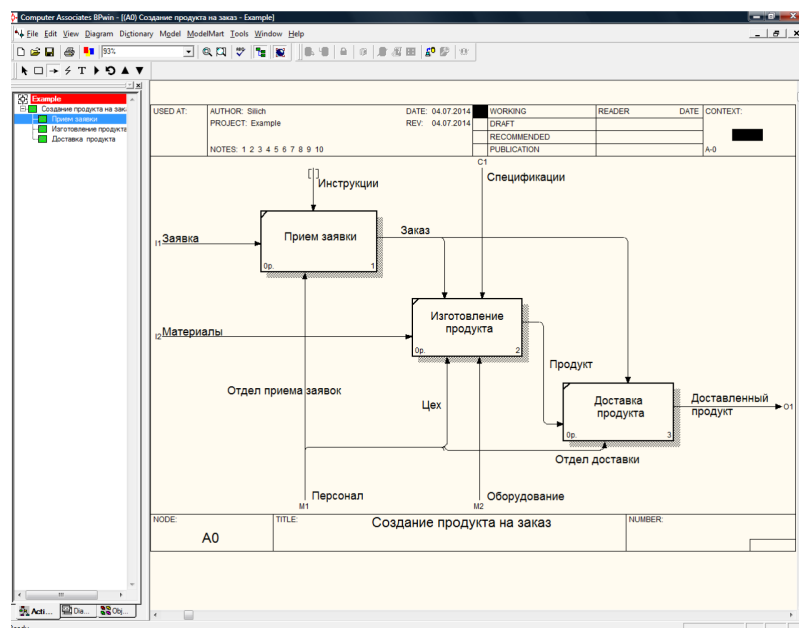 Computer Associates BPwin - [(A0) Создание продукта на заказ - Example]
File Edit View Diagram Dictionary Model ModelMart Tools Window Help
93%
Example
Создание продукта на зак
Прием заявки
Изготовление продукта
Доставка продукта
USED AT:
AUTHOR: Silich
DATE: 04.07.2014
WORKING
READER
DATE
CONTEXT:
PROJECT: Example
REV: 04.07.2014
DRAFT
RECOMMENDED
NOTES: 1 2 3 4 5 6 7 8 9 10
PUBLICATION
A-0
C1
Инструкции
Спецификации
I1 Заявка
Прием заявки
0р. 1
Заказ
I2 Материалы
Изготовление
продукта
0р. 2
Продукт
Отдел приема заявок
Цех
Доставка
продукта
0р. 3
Доставленный
продукт
O1
Отдел доставки
Персонал
M1
Оборудование
M2
NODE:
A0
TITLE:
Создание продукта на заказ
NUMBER:
Acti...
Dia...
Obj...